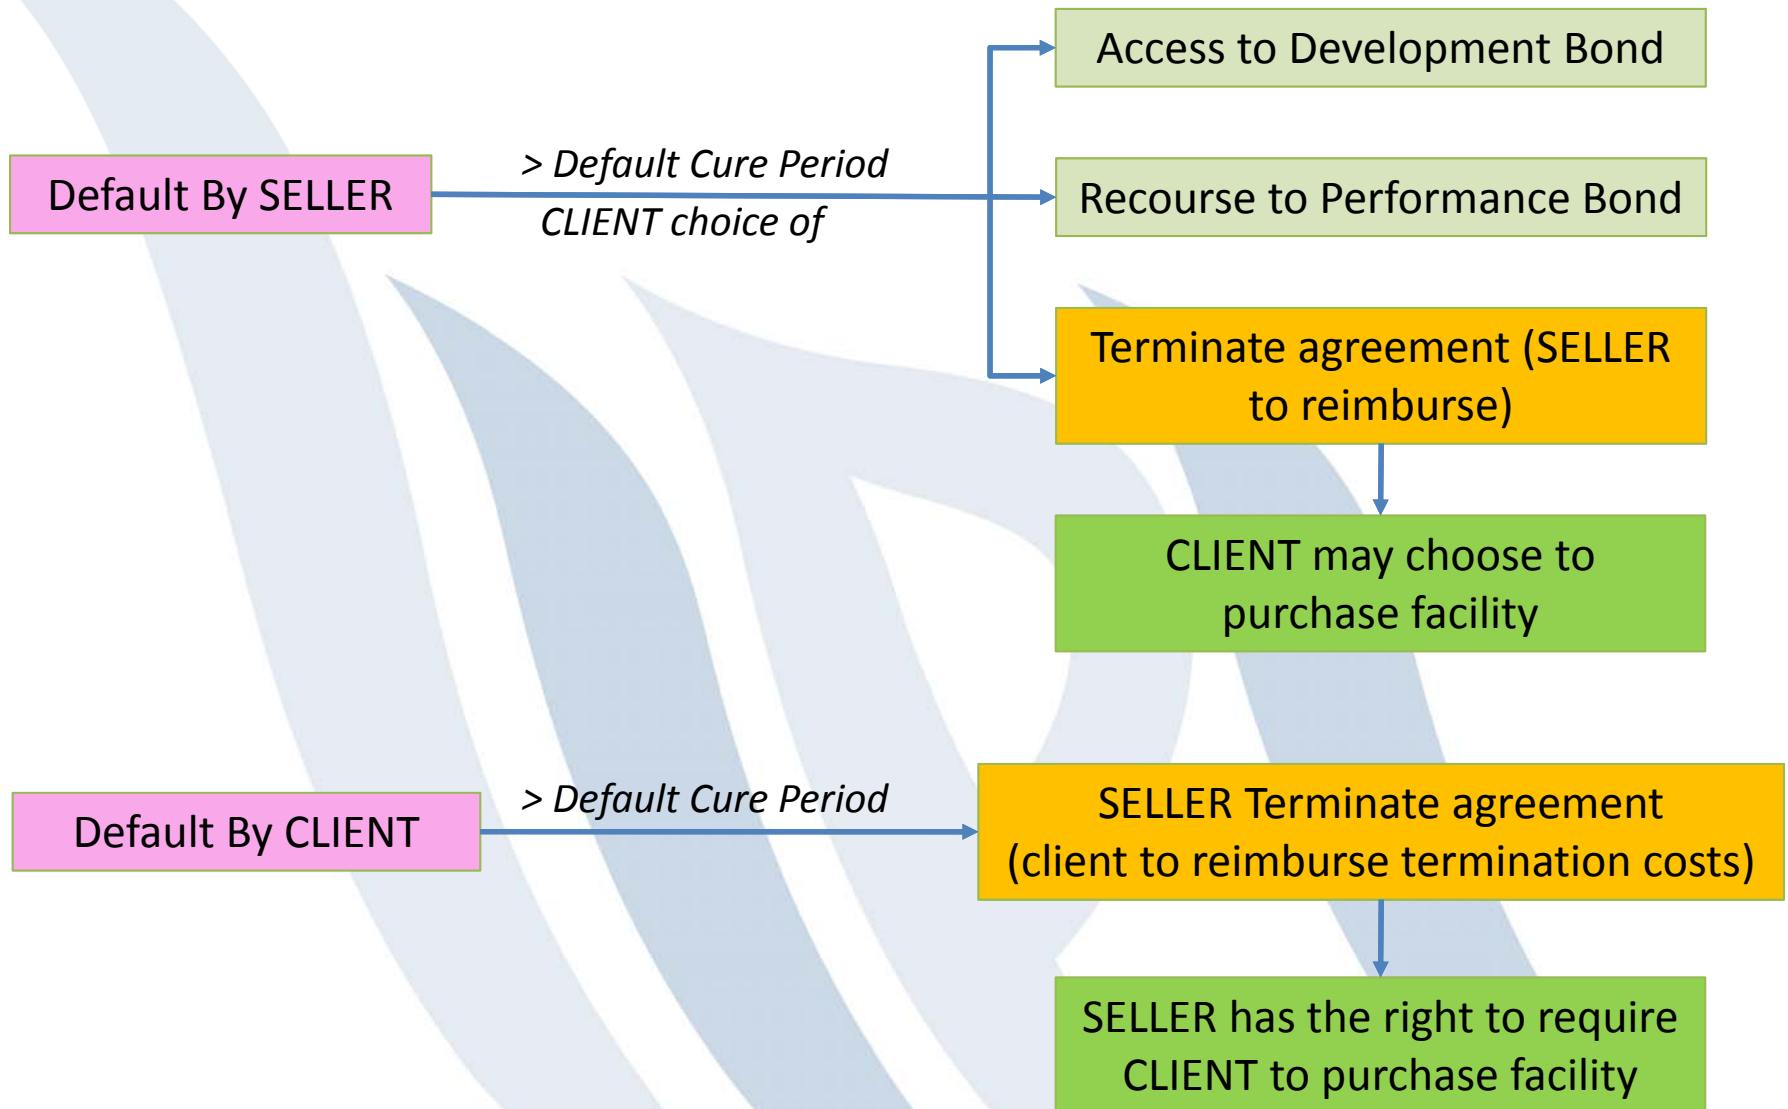 Access to Development Bond
Default By SELLER
> Default Cure Period
CLIENT choice of
Recourse to Performance Bond
Terminate agreement (SELLER
to reimburse)
CLIENT may choose to
purchase facility
Default By CLIENT
> Default Cure Period
SELLER Terminate agreement
(client to reimburse termination costs)
SELLER has the right to require
CLIENT to purchase facility